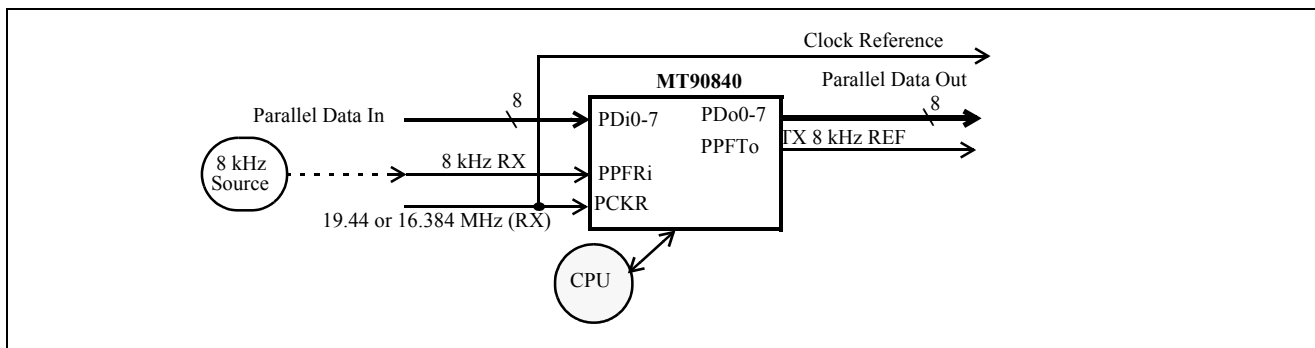 Clock Reference
MT90840
Parallel Data Out
8
8
Parallel Data In
PDi0-7
PDo0-7
PPFTo
TX 8 kHz REF
8 kHz
Source
8 kHz RX
PPFRi
PCKR
19.44 or 16.384 MHz (RX)
CPU